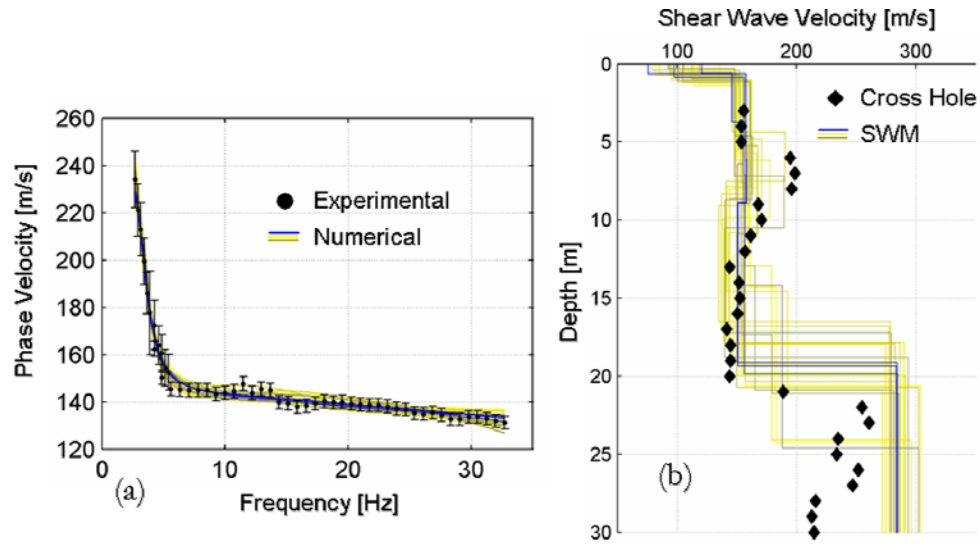 Shear Wave Velocity [m/s]
100 200 300
0
5
10
15
20
25
30
Depth [m]
Cross Hole
SWM
(b)
260
240
220
200
180
160
140
120
Phase Velocity [m/s]
Experimental
Numerical
0 10 20 30
(a)
Frequency [Hz]